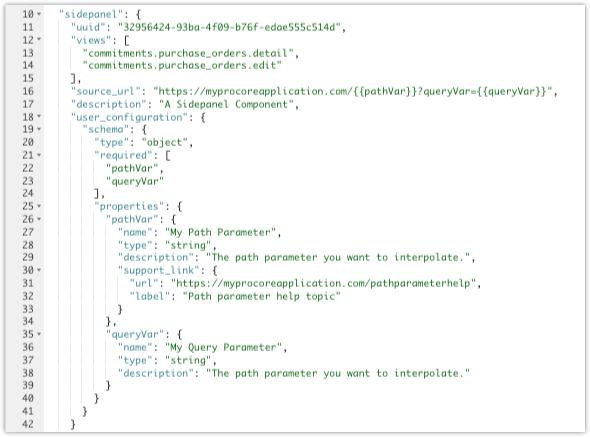 10 "sidepanel": {
11 "uuid": "32956424-93ba-4f09-b76f-edae555c514d",
12 "views": [
13 "commitments.purchase_orders.detail",
14 "commitments.purchase_orders.edit"
15 ],
16 "source_url": "https://myprocoreapplication.com/{{pathVar}}?queryVar={{queryVar}}",
17 "description": "A Sidepanel Component",
18 "user_configuration": {
19 "schema": {
20 "type": "object",
21 "required": [
22 "pathVar",
23 "queryVar"
24 ],
25 "properties": {
26 "pathVar": {
27 "name": "My Path Parameter",
28 "type": "string",
29 "description": "The path parameter you want to interpolate.",
30 "support_link": {
31 "url": "https://myprocoreapplication.com/pathparameterhelp",
32 "label": "Path parameter help topic"
33 }
34 },
35 "queryVar": {
36 "name": "My Query Parameter",
37 "type": "string",
38 "description": "The path parameter you want to interpolate."
39 }
40 }
41 }
42 }